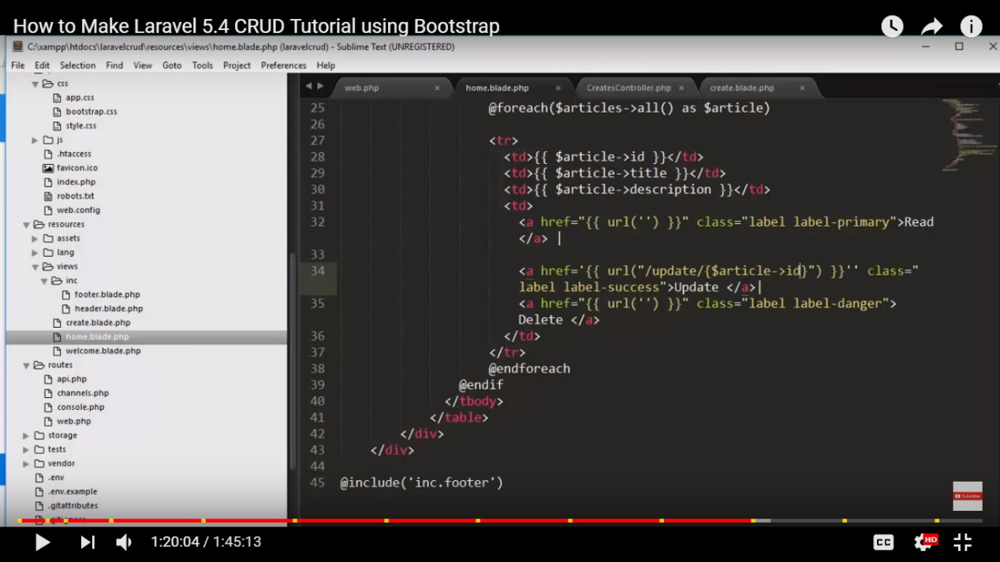 How to Make Laravel 5.4 CRUD Tutorial using Bootstrap
C:\xampp\htdocs\laravelcrud\resources\views\home.blade.php (laravelcrud) - Sublime Text (UNREGISTERED)
File Edit Selection Find View Goto Tools Project Preferences Help
css
app.css
bootstrap.css
style.css
js
.htaccess
favicon.ico
index.php
robots.txt
web.config
resources
assets
lang
views
inc
footer.blade.php
header.blade.php
create.blade.php
home.blade.php
welcome.blade.php
routes
api.php
channels.php
console.php
web.php
storage
tests
vendor
.env
.env.example
.gitattributes
web.php home.blade.php CreatesController.php create.blade.php
25 @foreach($articles->all() as $article)
26
27 <tr>
28 <td>{{ $article->id }}</td>
29 <td>{{ $article->title }}</td>
30 <td>{{ $article->description }}</td>
31 <td>
32 <a href="{{ url('') }}" class="label label-primary">Read
</a> |
33
34 <a href='{{ url("/update/{$article->id}") }}'' class="
label label-success">Update </a>|
35 <a href="{{ url('') }}" class="label label-danger">
Delete </a>
36 </td>
37 </tr>
38 @endforeach
39 @endif
40 </tbody>
41 </table>
42 </div>
43 </div>
44
45 @include('inc.footer')
Subscribe
1:20:04 / 1:45:13
CC
HD